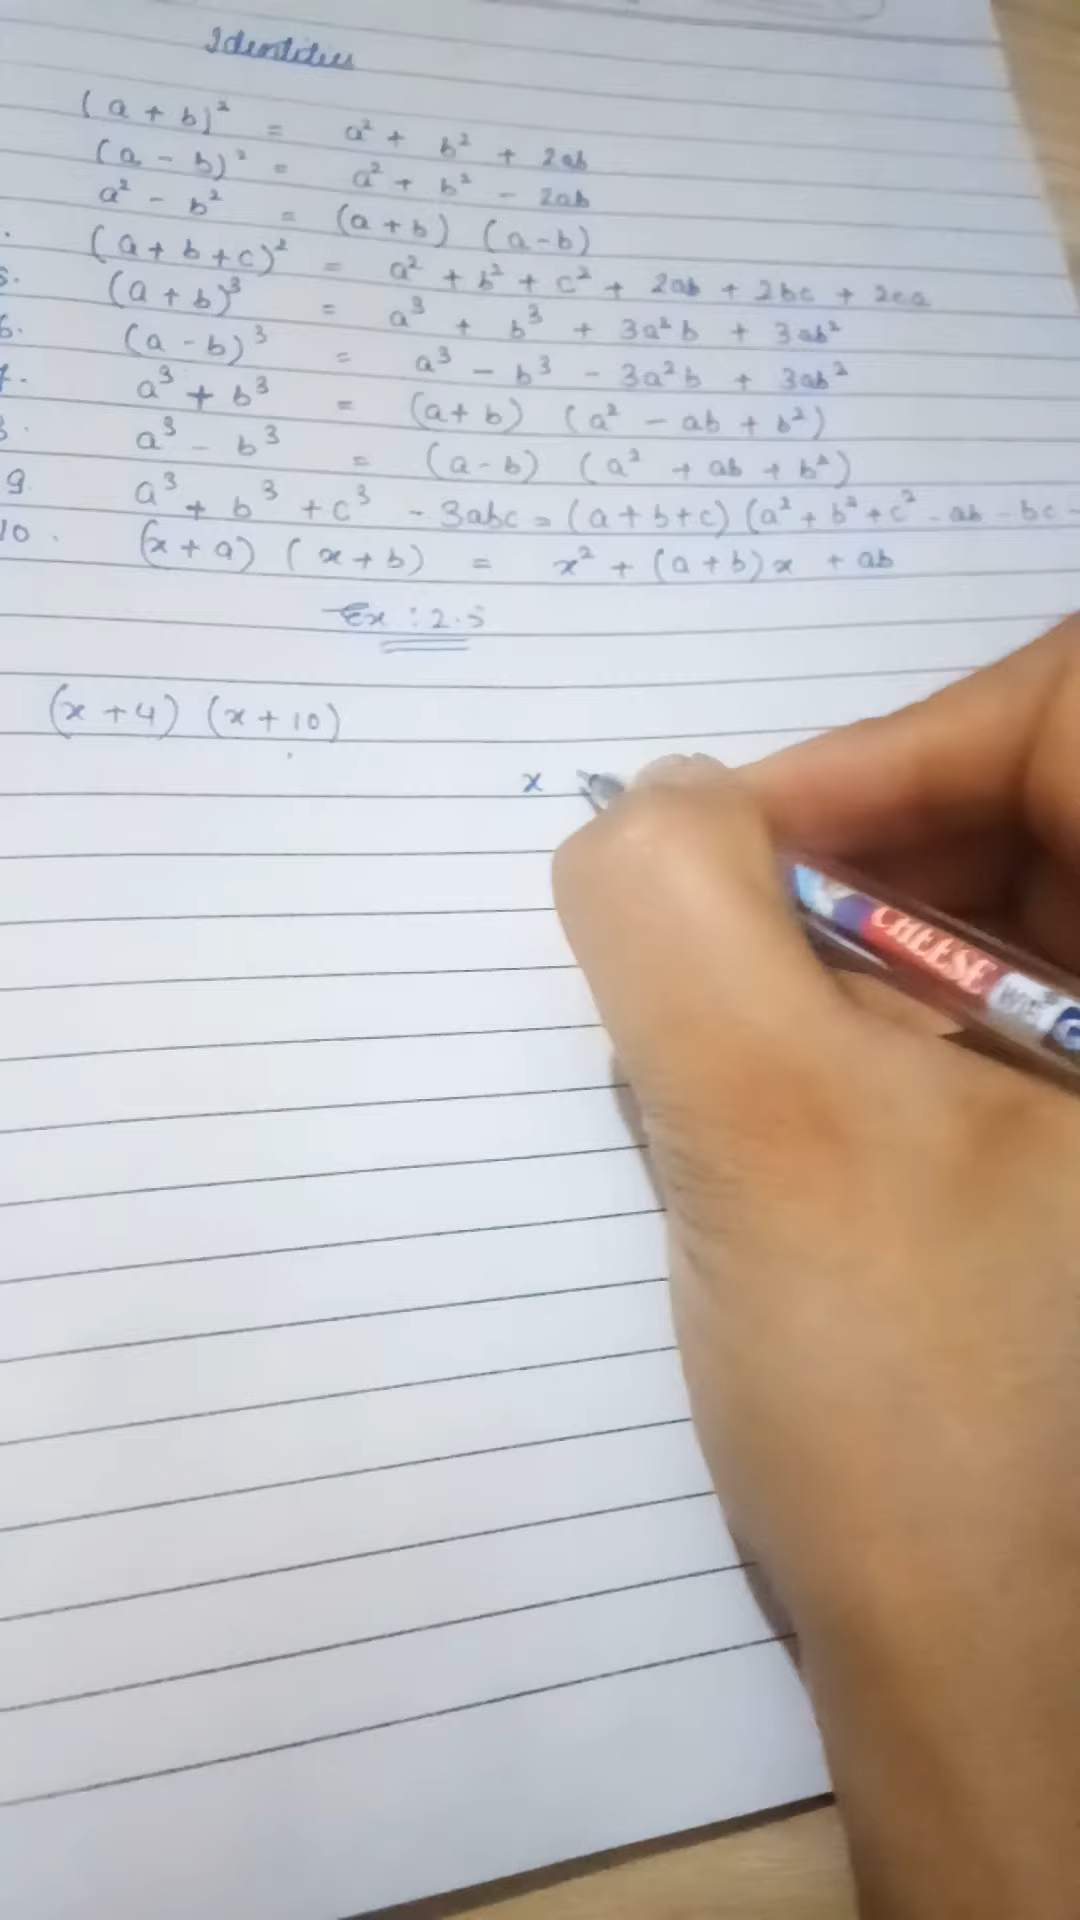 Identities
(a + b)² = a² + b² + 2ab
(a - b)² = a² + b² - 2ab
a² - b² = (a + b) (a-b)
. (a + b + c)² = a² + b² + c² + 2ab + 2bc + 2ca
5. (a + b)³ = a³ + b³ + 3a²b + 3ab²
6. (a - b)³ = a³ - b³ - 3a²b + 3ab²
7. a³ + b³ = (a+b) (a² - ab + b²)
8. a³ - b³ = (a-b) (a² + ab + b²)
9. a³ + b³ + c³ - 3abc = (a+b+c) (a² + b² + c² - ab - bc -
10. (x + a) (x + b) = x² + (a + b)x + ab
Ex : 2.5
(x + 4) (x + 10)
x
CHEESE